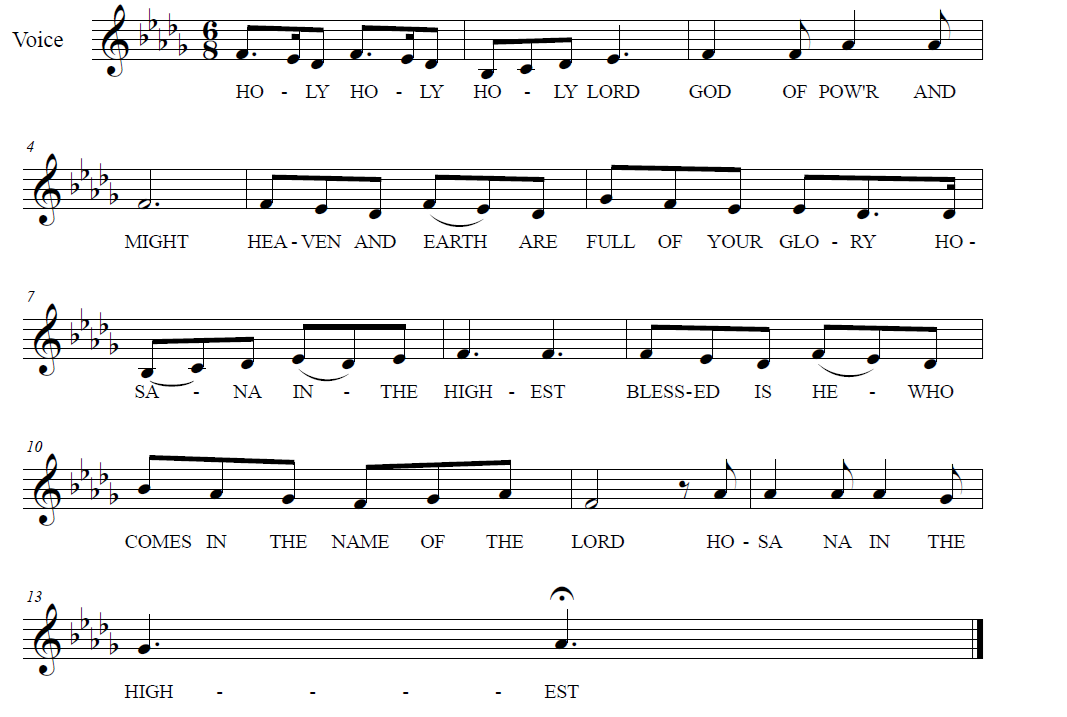 Voice
6
8
HO - LY HO - LY HO - LY LORD GOD OF POW'R AND
4
MIGHT HEA - VEN AND EARTH ARE FULL OF YOUR GLO - RY HO -
7
SA - NA IN - THE HIGH - EST BLESS - ED IS HE - WHO
10
COMES IN THE NAME OF THE LORD HO - SA NA IN THE
13
HIGH - - - - EST